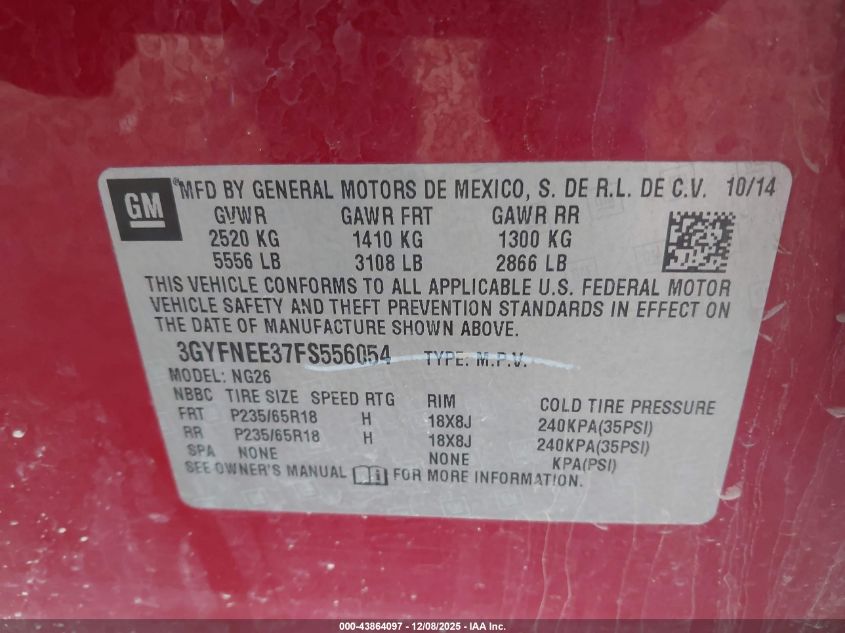 GM
®MFD BY GENERAL MOTORS DE MEXICO, S. DE R.L. DE C.V. 10/14
GVWR GAWR FRT GAWR RR
2520 KG 1410 KG 1300 KG
5556 LB 3108 LB 2866 LB
THIS VEHICLE CONFORMS TO ALL APPLICABLE U.S. FEDERAL MOTOR
VEHICLE SAFETY AND THEFT PREVENTION STANDARDS IN EFFECT ON
THE DATE OF MANUFACTURE SHOWN ABOVE.
3GYFNEE37FS556054 TYPE: M.P.V.
MODEL: NG26
NBBC TIRE SIZE SPEED RTG RIM COLD TIRE PRESSURE
FRT P235/65R18 H 18X8J 240KPA(35PSI)
RR P235/65R18 H 18X8J 240KPA(35PSI)
SPA NONE NONE KPA(PSI)
SEE OWNER'S MANUAL FOR MORE INFORMATION.
000-43864097 - 12/08/2025 - IAA Inc.